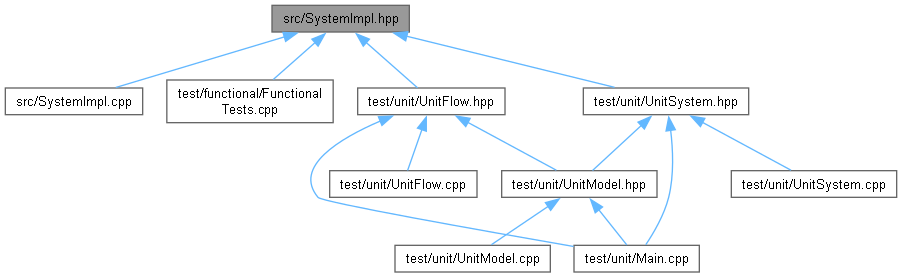 src/SystemImpl.hpp
src/SystemImpl.cpp
test/functional/Functional
Tests.cpp
test/unit/UnitFlow.hpp
test/unit/UnitSystem.hpp
test/unit/UnitFlow.cpp
test/unit/UnitModel.hpp
test/unit/UnitSystem.cpp
test/unit/UnitModel.cpp
test/unit/Main.cpp